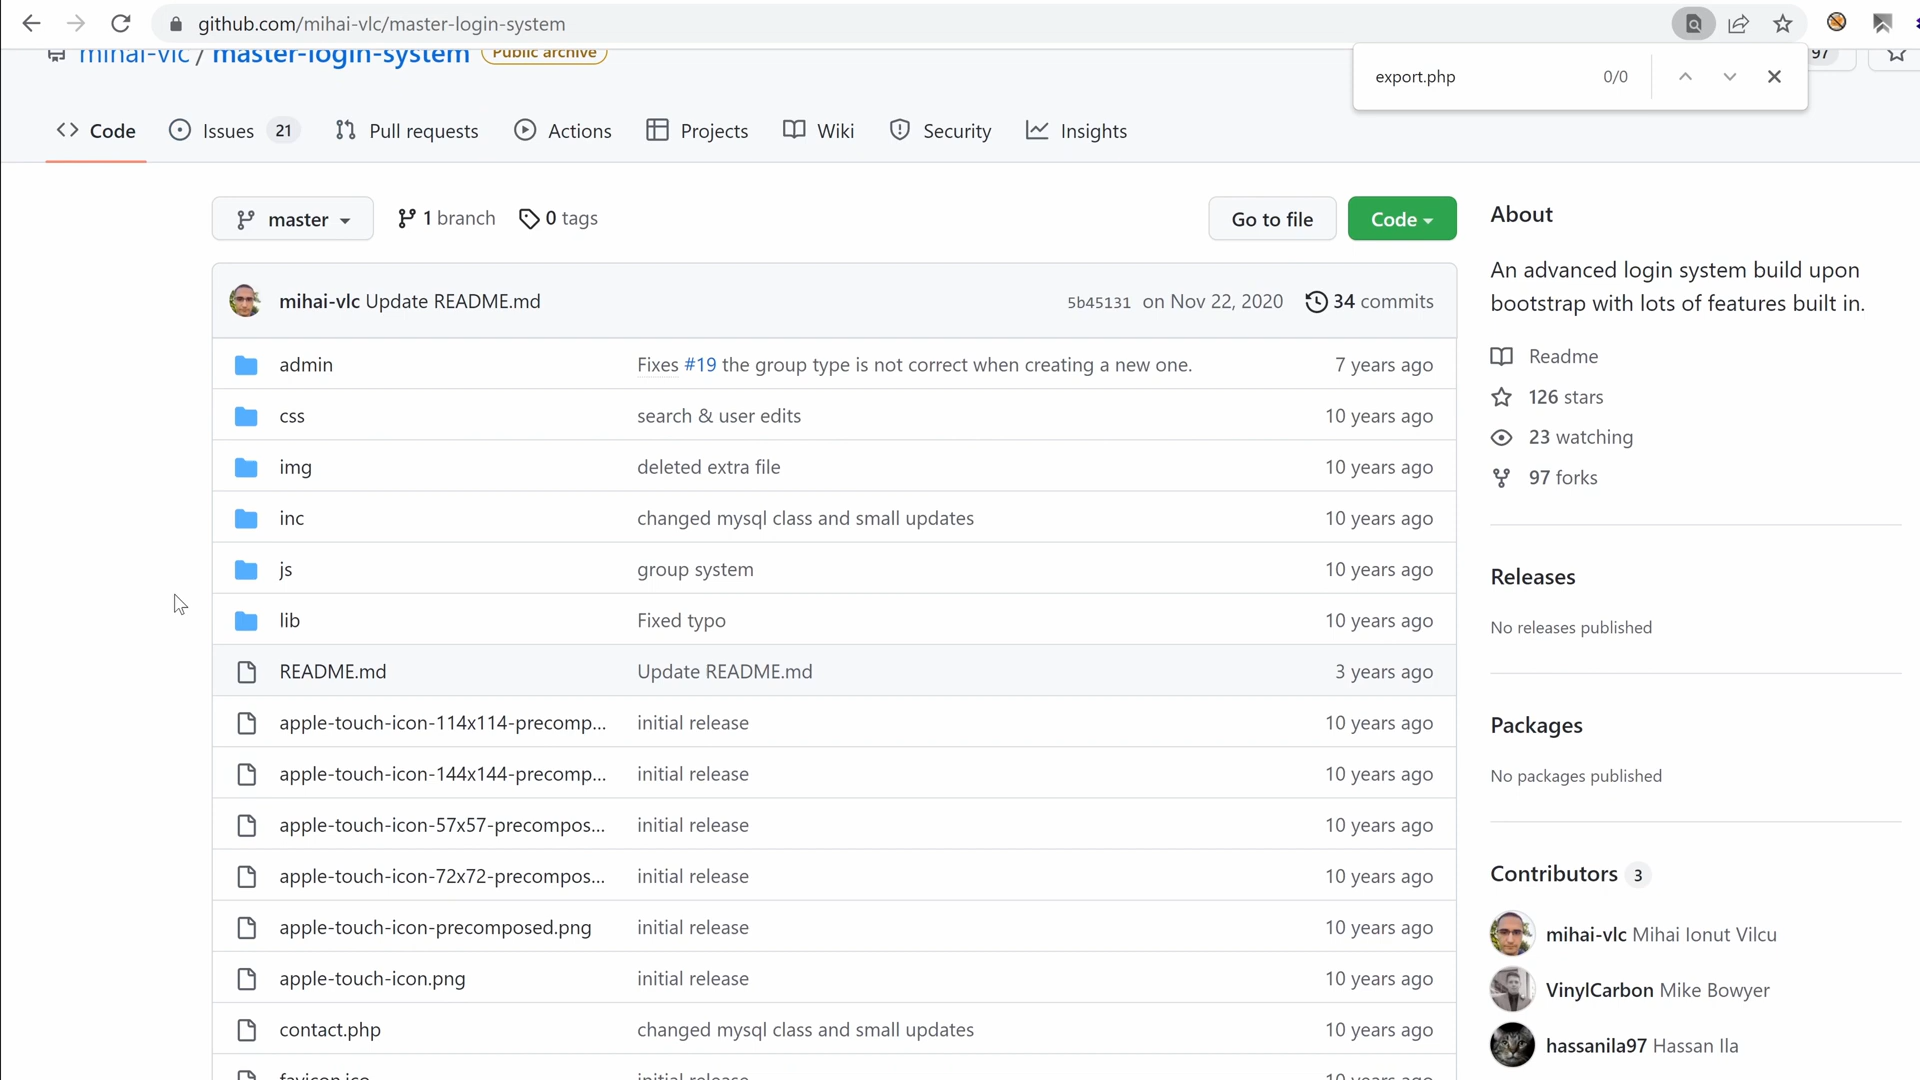 github.com/mihai-vlc/master-login-system
mihai-vlc / master-login-system Public archive
97
export.php 0/0
Code
Issues 21
Pull requests
Actions
Projects
Wiki
Security
Insights
master
1 branch
0 tags
Go to file
Code
mihai-vlc Update README.md 5b45131 on Nov 22, 2020 34 commits
admin Fixes #19 the group type is not correct when creating a new one. 7 years ago
css search & user edits 10 years ago
img deleted extra file 10 years ago
inc changed mysql class and small updates 10 years ago
js group system 10 years ago
lib Fixed typo 10 years ago
README.md Update README.md 3 years ago
apple-touch-icon-114x114-precomp... initial release 10 years ago
apple-touch-icon-144x144-precomp... initial release 10 years ago
apple-touch-icon-57x57-precompos... initial release 10 years ago
apple-touch-icon-72x72-precompos... initial release 10 years ago
apple-touch-icon-precomposed.png initial release 10 years ago
apple-touch-icon.png initial release 10 years ago
contact.php changed mysql class and small updates 10 years ago
favicon.ico initial release 10 years ago
About
An advanced login system build upon
bootstrap with lots of features built in.
Readme
126 stars
23 watching
97 forks
Releases
No releases published
Packages
No packages published
Contributors 3
mihai-vlc Mihai Ionut Vilcu
VinylCarbon Mike Bowyer
hassanila97 Hassan Ila